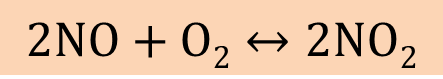 2NO + O₂ ↔ 2NO₂